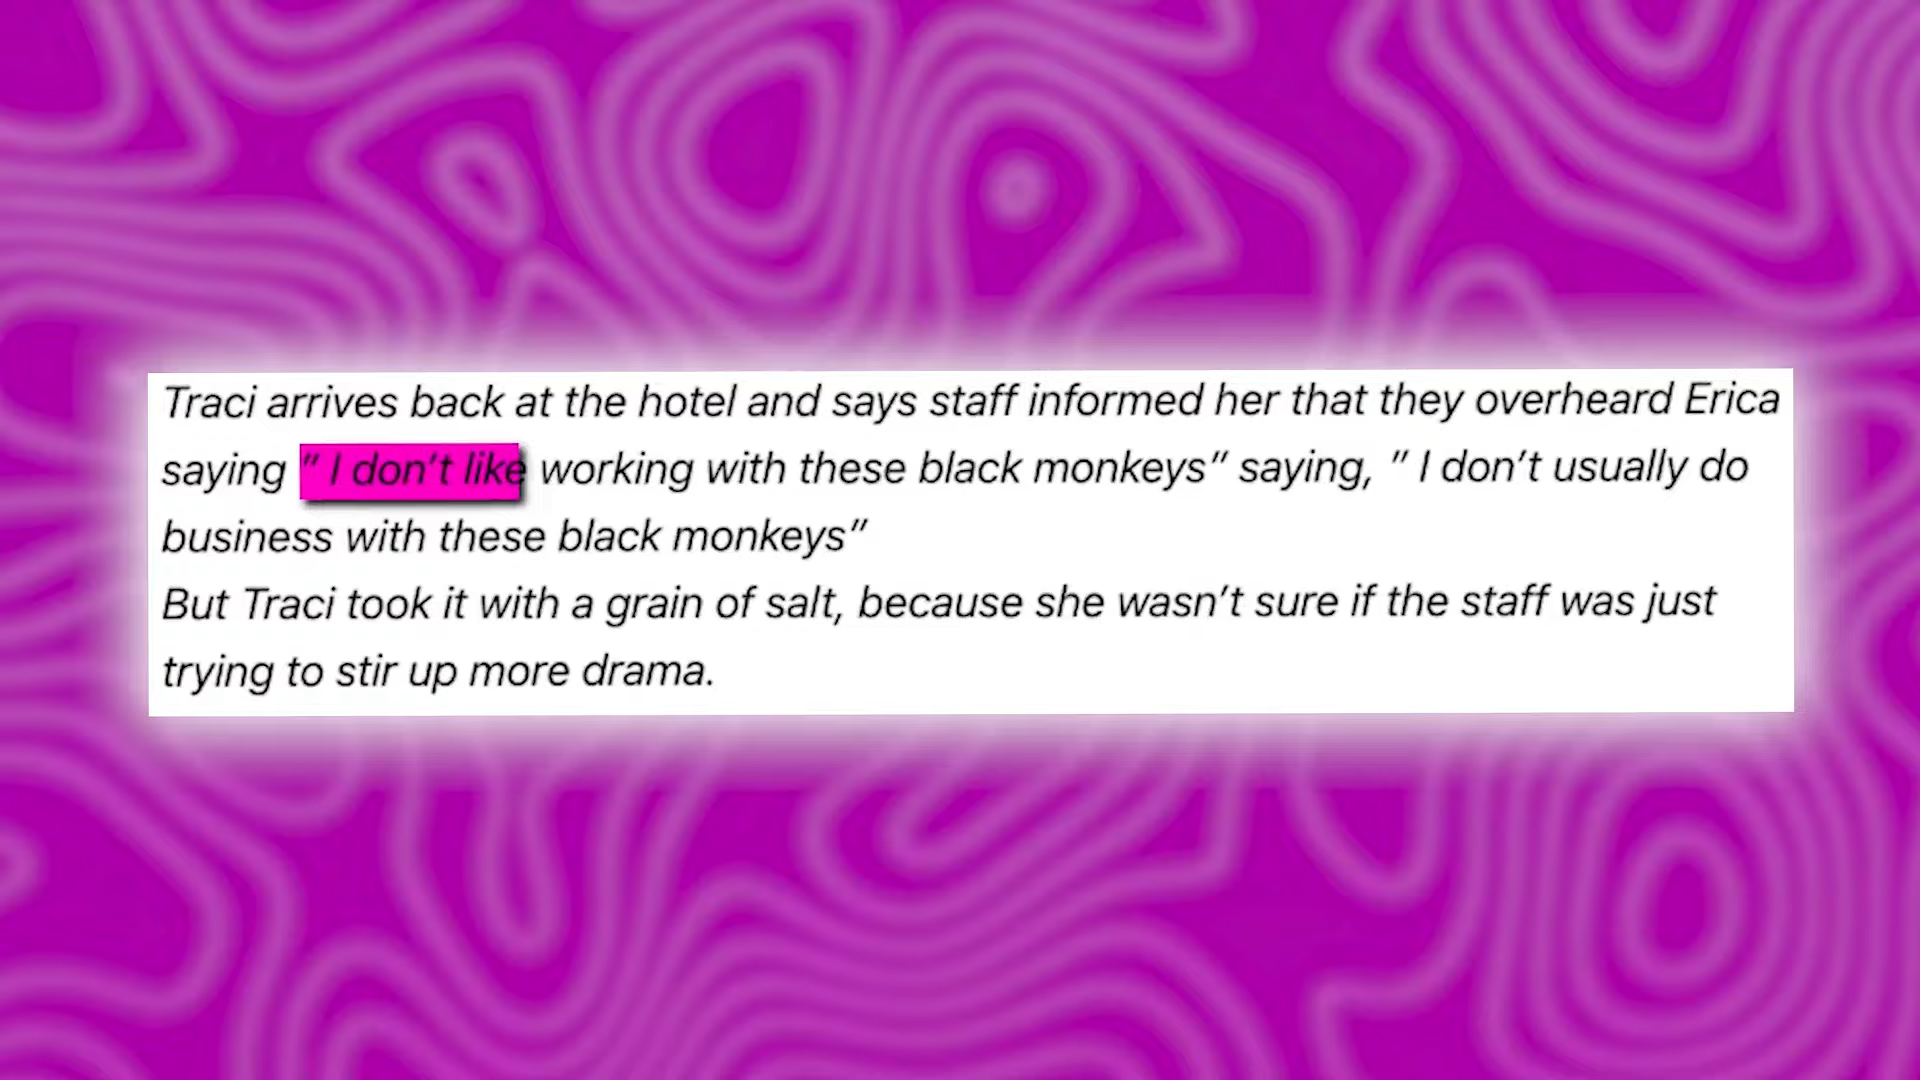 Traci arrives back at the hotel and says staff informed her that they overheard Erica
saying " I don't like working with these black monkeys" saying, " I don't usually do
business with these black monkeys"
But Traci took it with a grain of salt, because she wasn't sure if the staff was just
trying to stir up more drama.